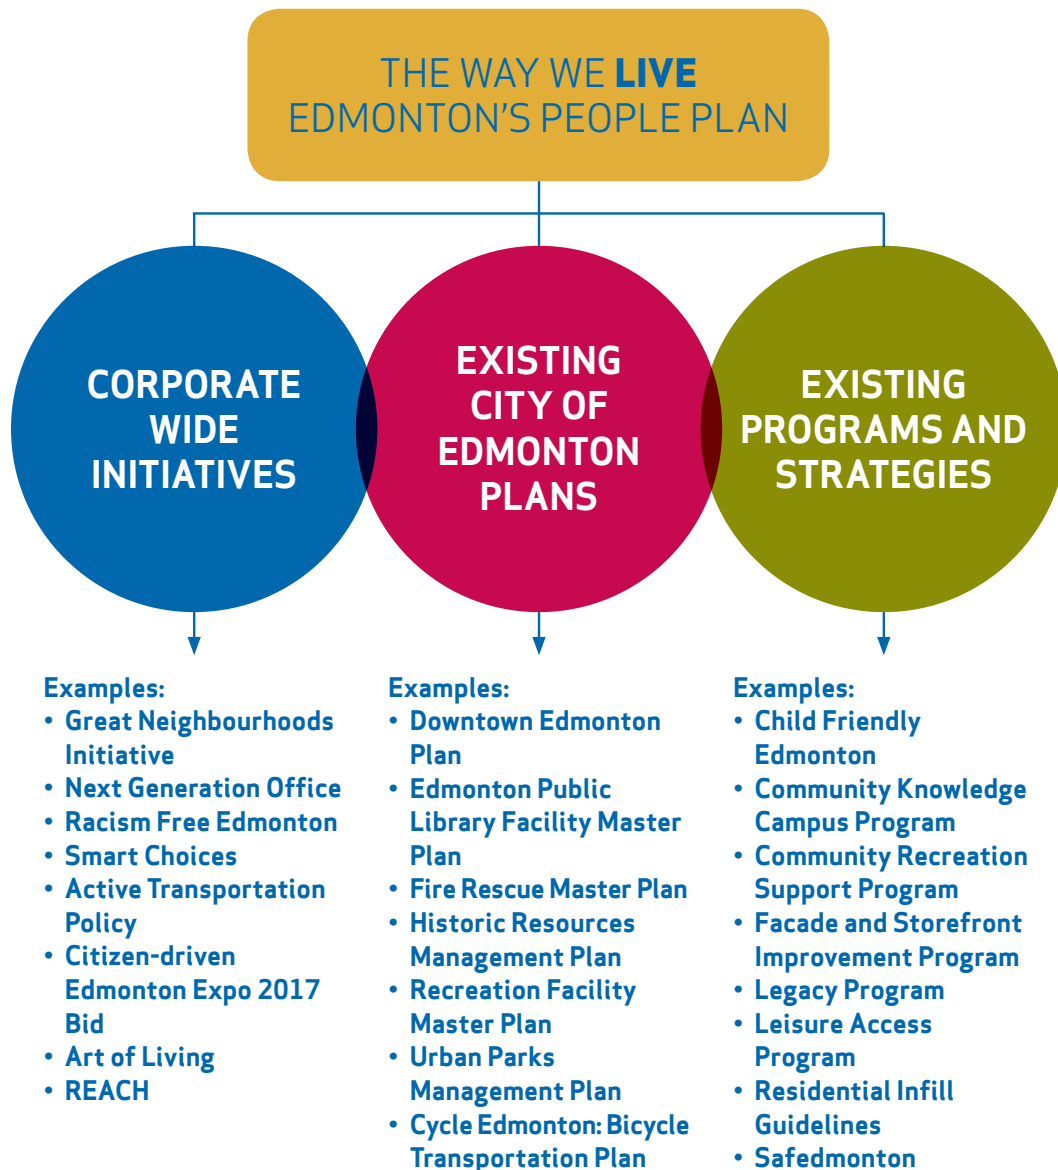 THE WAY WE LIVE
EDMONTON'S PEOPLE PLAN
CORPORATE
WIDE
INITIATIVES
EXISTING
CITY OF
EDMONTON
PLANS
EXISTING
PROGRAMS AND
STRATEGIES
Examples:
• Great Neighbourhoods
Initiative
• Next Generation Office
• Racism Free Edmonton
• Smart Choices
• Active Transportation
Policy
• Citizen-driven
Edmonton Expo 2017
Bid
• Art of Living
• REACH
Examples:
• Downtown Edmonton
Plan
• Edmonton Public
Library Facility Master
Plan
• Fire Rescue Master Plan
• Historic Resources
Management Plan
• Recreation Facility
Master Plan
• Urban Parks
Management Plan
• Cycle Edmonton: Bicycle
Transportation Plan
Examples:
• Child Friendly
Edmonton
• Community Knowledge
Campus Program
• Community Recreation
Support Program
• Facade and Storefront
Improvement Program
• Legacy Program
• Leisure Access
Program
• Residential Infill
Guidelines
• Safedmonton